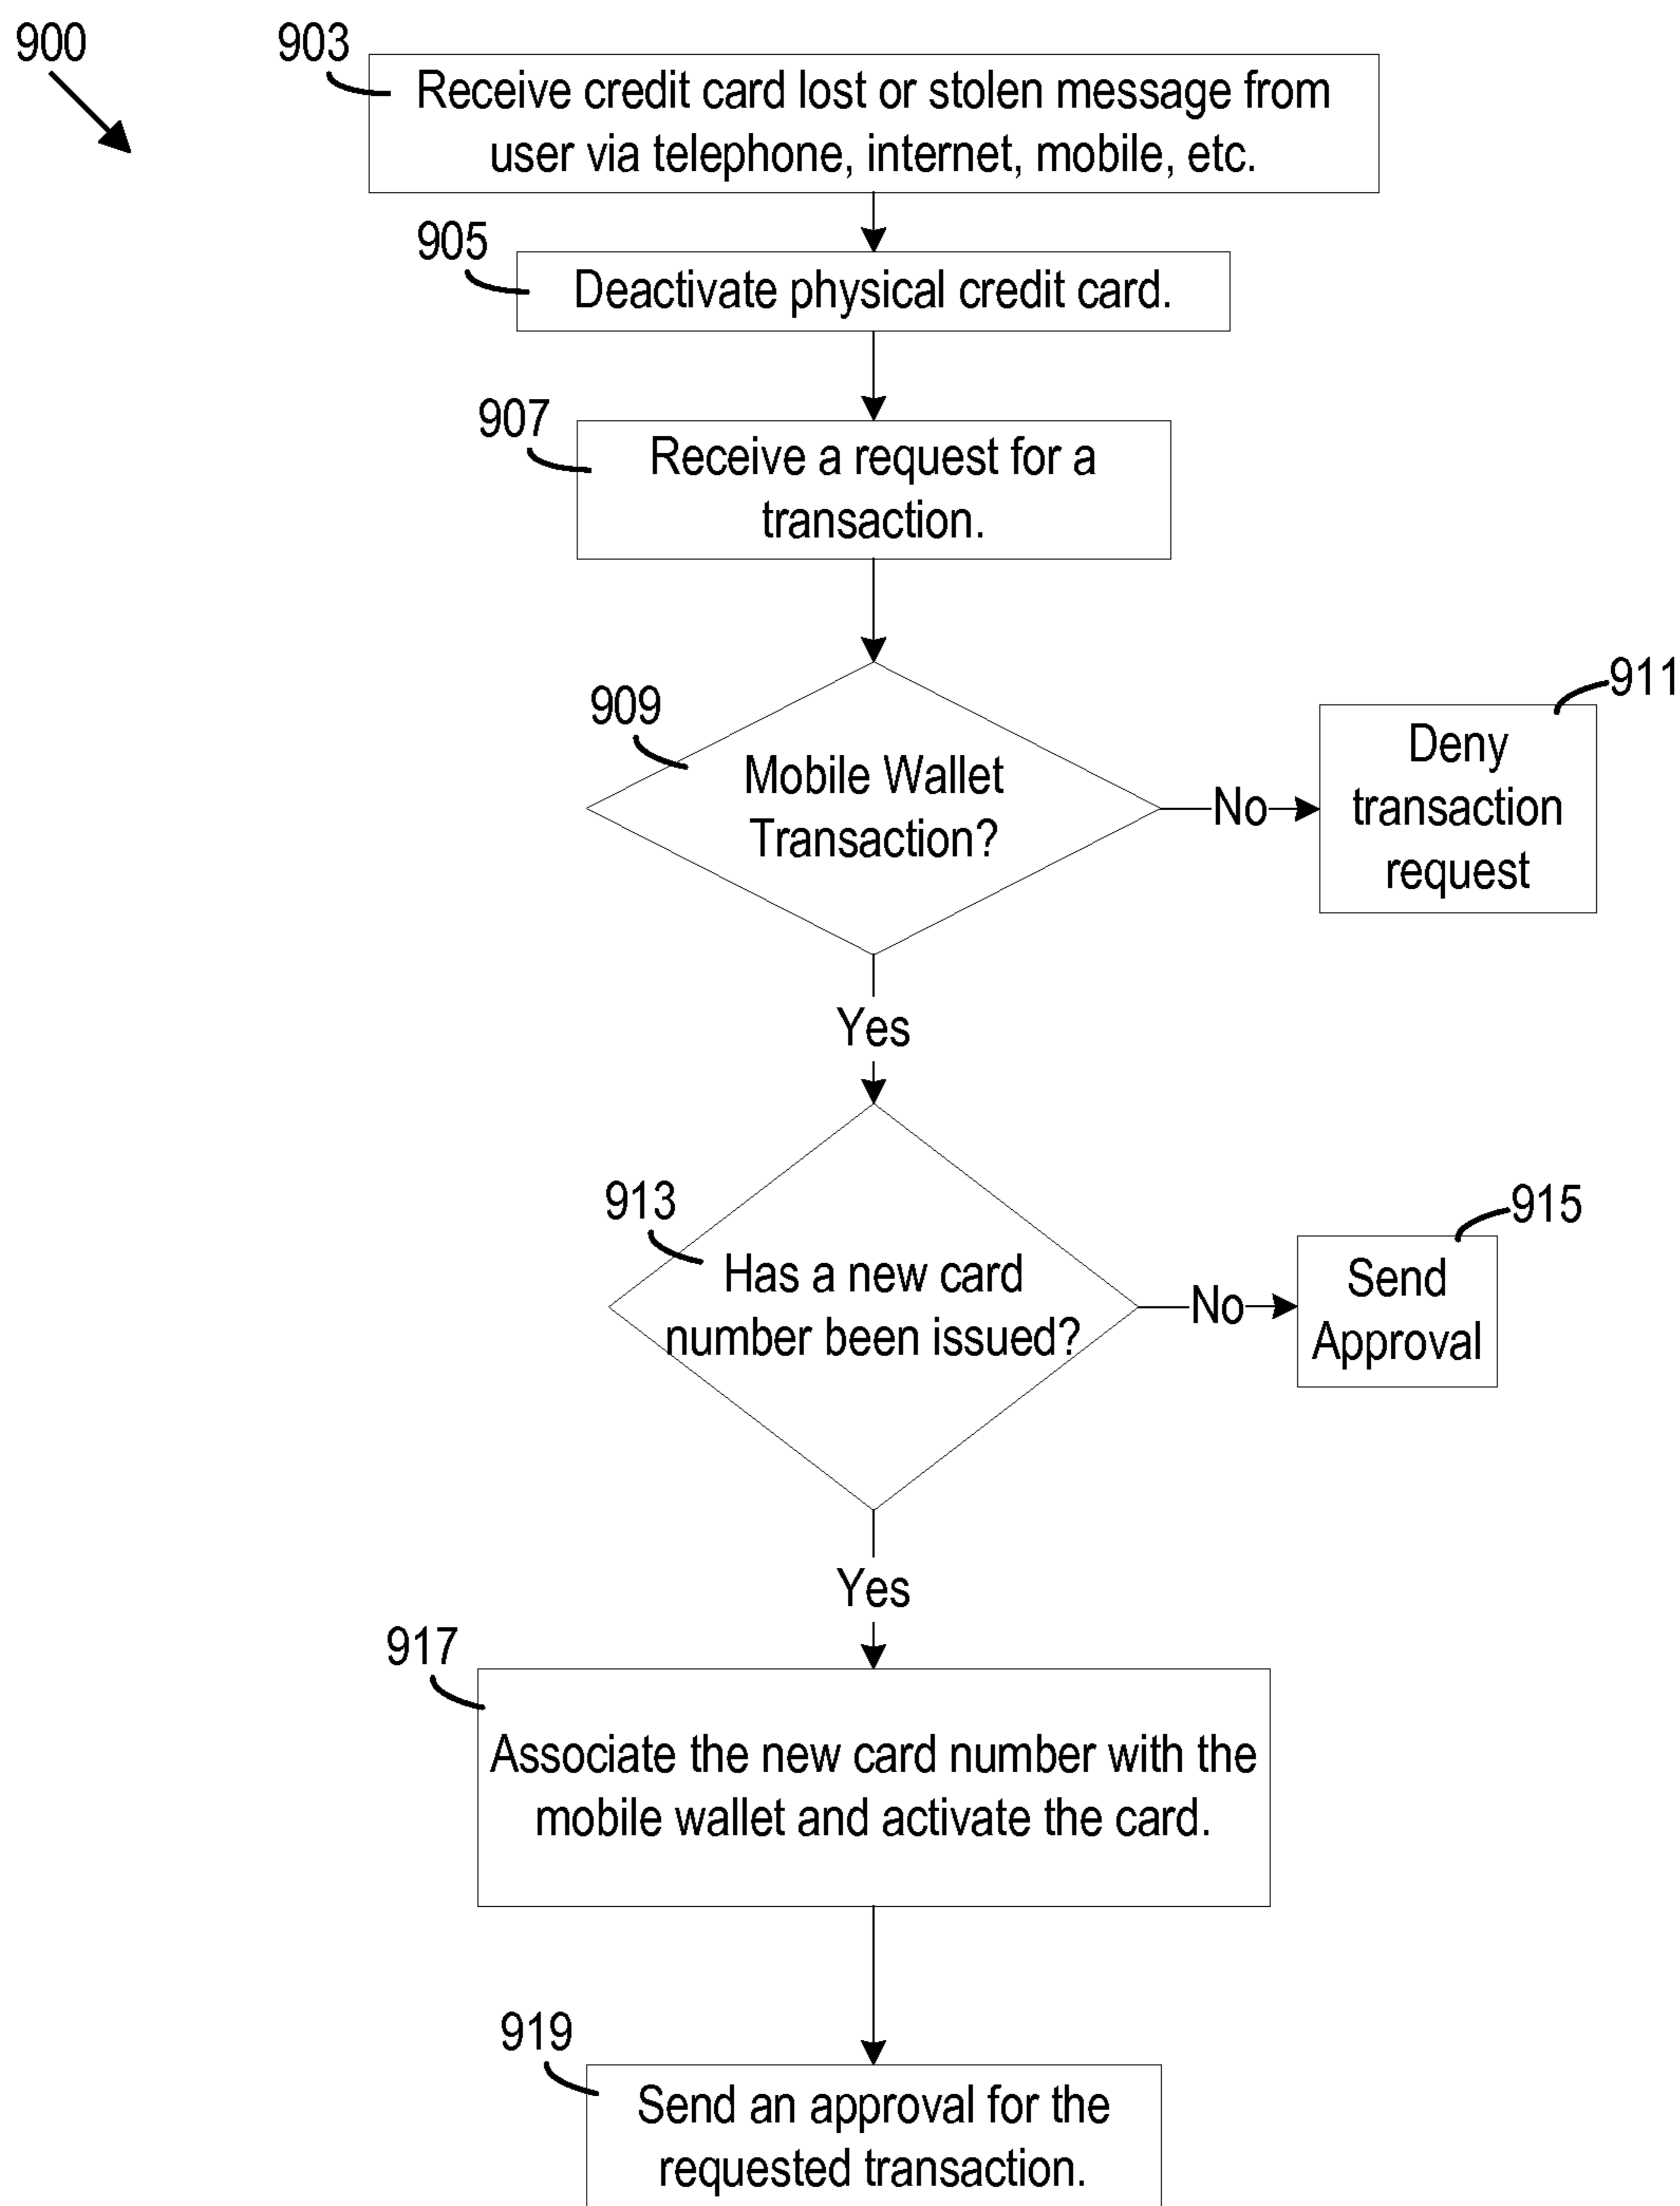 900
903
Receive credit card lost or stolen message from
user via telephone, internet, mobile, etc.
905
Deactivate physical credit card.
907
Receive a request for a
transaction.
909
Mobile Wallet
Transaction?
No
911
Deny
transaction
request
Yes
913
Has a new card
number been issued?
No
915
Send
Approval
Yes
917
Associate the new card number with the
mobile wallet and activate the card.
919
Send an approval for the
requested transaction.